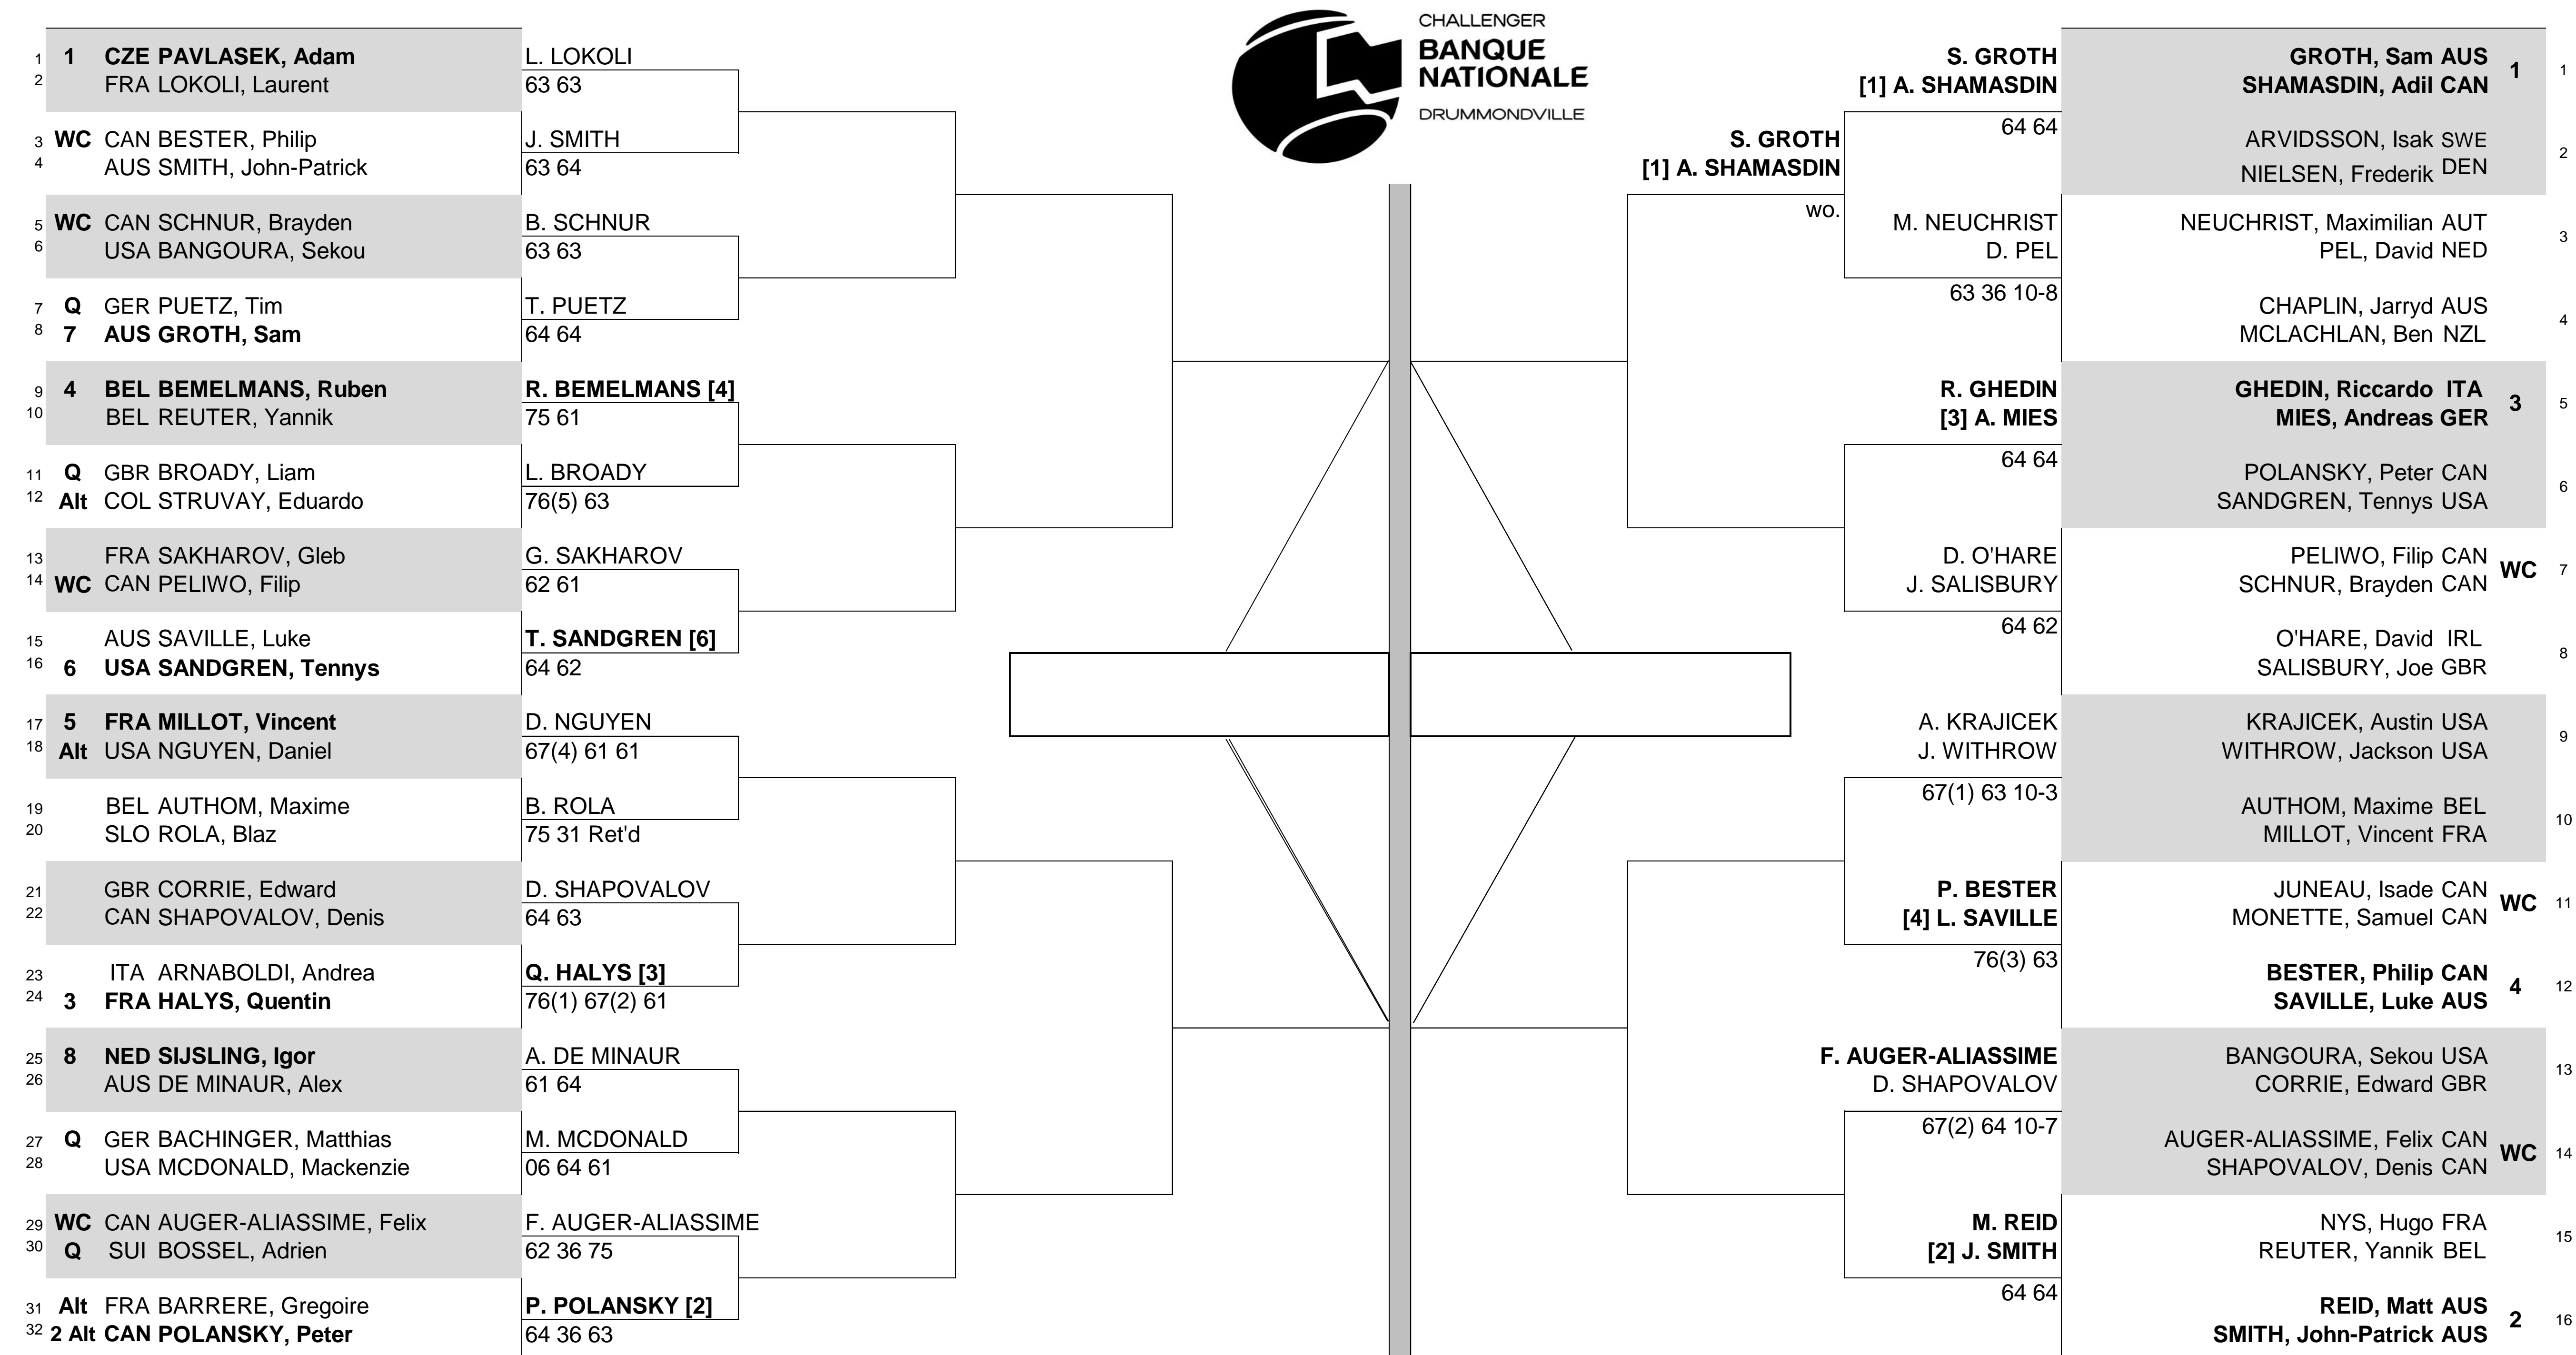 CHALLENGER
BANQUE
NATIONALE
DRUMMONDVILLE
1 1 CZE PAVLASEK, Adam
2 FRA LOKOLI, Laurent
L. LOKOLI
63 63
3 WC CAN BESTER, Philip
4 AUS SMITH, John-Patrick
J. SMITH
63 64
5 WC CAN SCHNUR, Brayden
6 USA BANGOURA, Sekou
B. SCHNUR
63 63
7 Q GER PUETZ, Tim
8 7 AUS GROTH, Sam
T. PUETZ
64 64
9 4 BEL BEMELMANS, Ruben
10 BEL REUTER, Yannik
R. BEMELMANS [4]
75 61
11 Q GBR BROADY, Liam
12 Alt COL STRUVAY, Eduardo
L. BROADY
76(5) 63
13 FRA SAKHAROV, Gleb
14 WC CAN PELIWO, Filip
G. SAKHAROV
62 61
15 AUS SAVILLE, Luke
16 6 USA SANDGREN, Tennys
T. SANDGREN [6]
64 62
17 5 FRA MILLOT, Vincent
18 Alt USA NGUYEN, Daniel
D. NGUYEN
67(4) 61 61
19 BEL AUTHOM, Maxime
20 SLO ROLA, Blaz
B. ROLA
75 31 Ret'd
21 GBR CORRIE, Edward
22 CAN SHAPOVALOV, Denis
D. SHAPOVALOV
64 63
23 ITA ARNABOLDI, Andrea
24 3 FRA HALYS, Quentin
Q. HALYS [3]
76(1) 67(2) 61
25 8 NED SIJSLING, Igor
26 AUS DE MINAUR, Alex
A. DE MINAUR
61 64
27 Q GER BACHINGER, Matthias
28 USA MCDONALD, Mackenzie
M. MCDONALD
06 64 61
29 WC CAN AUGER-ALIASSIME, Felix
30 Q SUI BOSSEL, Adrien
F. AUGER-ALIASSIME
62 36 75
31 Alt FRA BARRERE, Gregoire
32 2 Alt CAN POLANSKY, Peter
P. POLANSKY [2]
64 36 63
S. GROTH
[1] A. SHAMASDIN
wo.
S. GROTH
[1] A. SHAMASDIN
64 64
GROTH, Sam AUS
SHAMASDIN, Adil CAN
1 1
ARVIDSSON, Isak SWE
NIELSEN, Frederik DEN
2
M. NEUCHRIST
D. PEL
63 36 10-8
NEUCHRIST, Maximilian AUT
PEL, David NED
3
CHAPLIN, Jarryd AUS
MCLACHLAN, Ben NZL
4
R. GHEDIN
[3] A. MIES
64 64
GHEDIN, Riccardo ITA
MIES, Andreas GER
3 5
POLANSKY, Peter CAN
SANDGREN, Tennys USA
6
D. O'HARE
J. SALISBURY
64 62
PELIWO, Filip CAN
SCHNUR, Brayden CAN
WC 7
O'HARE, David IRL
SALISBURY, Joe GBR
8
A. KRAJICEK
J. WITHROW
67(1) 63 10-3
KRAJICEK, Austin USA
WITHROW, Jackson USA
9
AUTHOM, Maxime BEL
MILLOT, Vincent FRA
10
P. BESTER
[4] L. SAVILLE
76(3) 63
JUNEAU, Isade CAN
MONETTE, Samuel CAN
WC 11
BESTER, Philip CAN
SAVILLE, Luke AUS
4 12
F. AUGER-ALIASSIME
D. SHAPOVALOV
67(2) 64 10-7
BANGOURA, Sekou USA
CORRIE, Edward GBR
13
AUGER-ALIASSIME, Felix CAN
SHAPOVALOV, Denis CAN
WC 14
M. REID
[2] J. SMITH
64 64
NYS, Hugo FRA
REUTER, Yannik BEL
15
REID, Matt AUS
SMITH, John-Patrick AUS
2 16